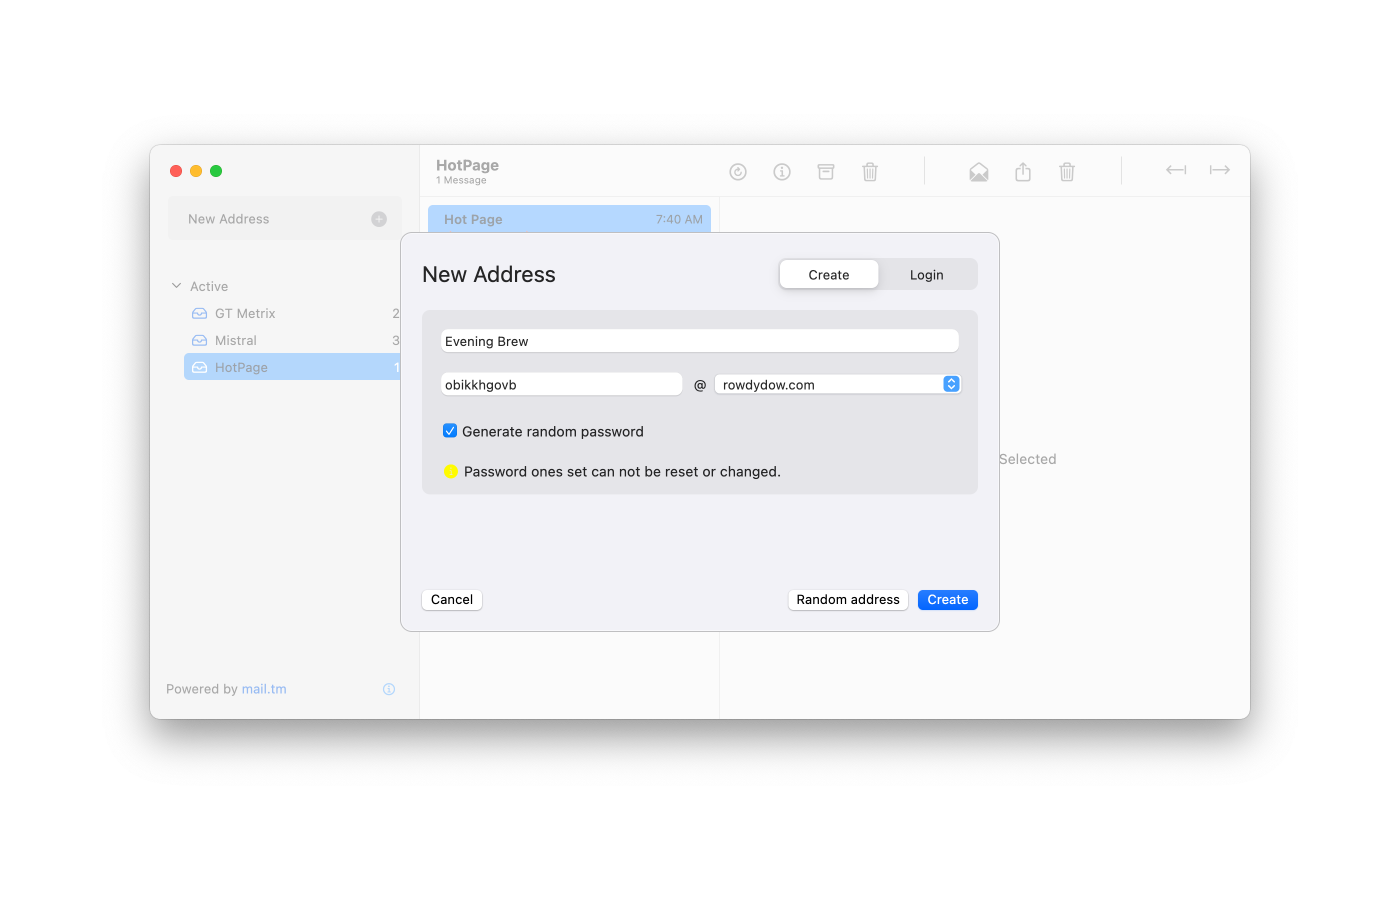 HotPage
1 Message
New Address
Hot Page 7:40 AM
New Address
Create Login
Active
GT Metrix 2
Mistral 3
HotPage 1
Evening Brew
obikkhgovb @ rowdydow.com
Generate random password
Selected
Password ones set can not be reset or changed.
Cancel Random address Create
Powered by mail.tm